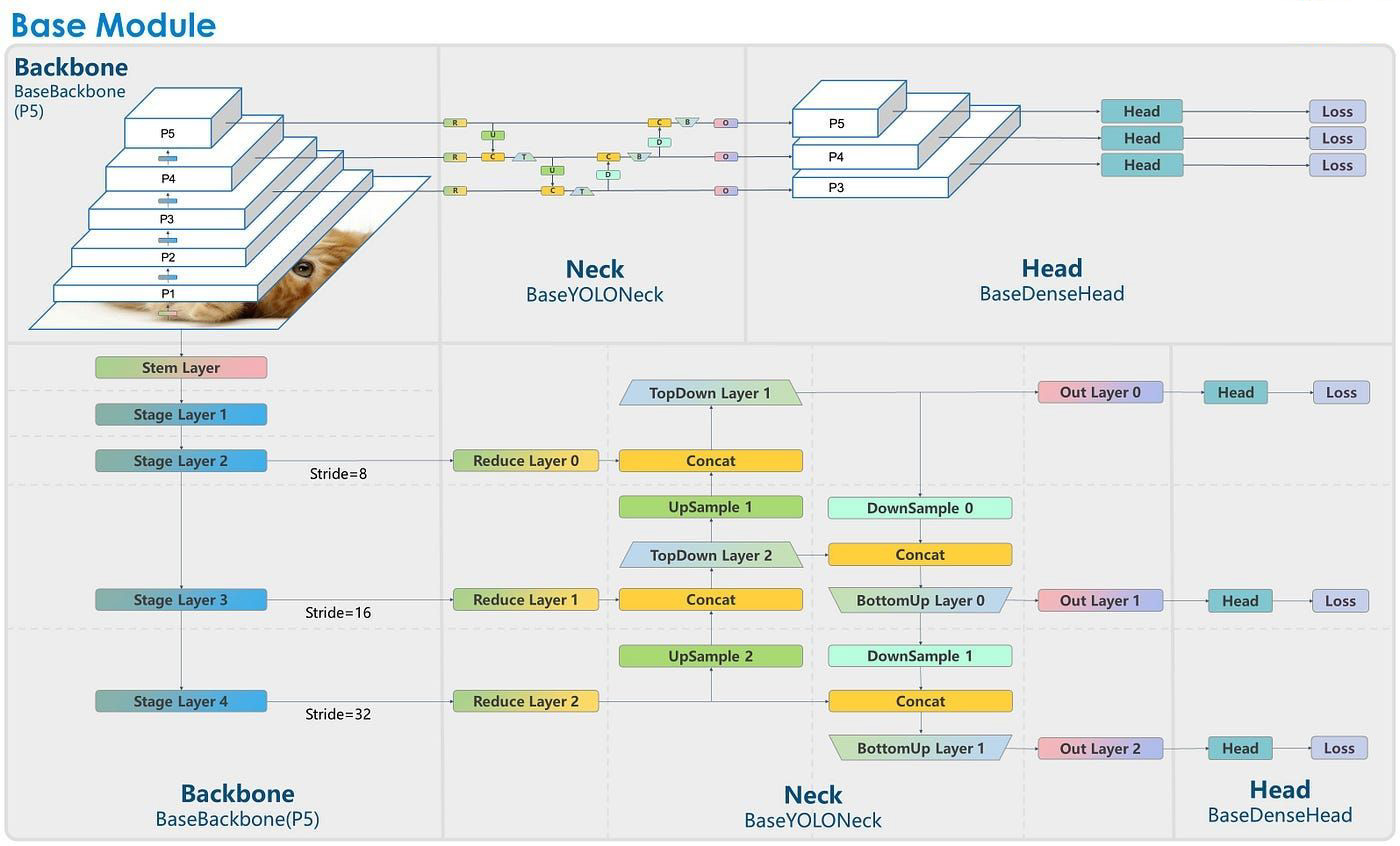 Base Module
Backbone
BaseBackbone
(P5)
P5
P4
P3
P2
P1
R
U
C
B
O
D
R
C
T
C
B
O
U
D
R
C
T
O
Neck
BaseYOLONeck
P5
P4
P3
Head
Loss
Head
Loss
Head
Loss
Head
BaseDenseHead
Stem Layer
Stage Layer 1
Stage Layer 2
Stride=8
Stage Layer 3
Stride=16
Stage Layer 4
Stride=32
Backbone
BaseBackbone(P5)
TopDown Layer 1
Out Layer 0
Head
Loss
Reduce Layer 0
Concat
UpSample 1
DownSample 0
TopDown Layer 2
Concat
Reduce Layer 1
Concat
BottomUp Layer 0
Out Layer 1
Head
Loss
UpSample 2
DownSample 1
Reduce Layer 2
Concat
BottomUp Layer 1
Out Layer 2
Head
Loss
Neck
BaseYOLONeck
Head
BaseDenseHead